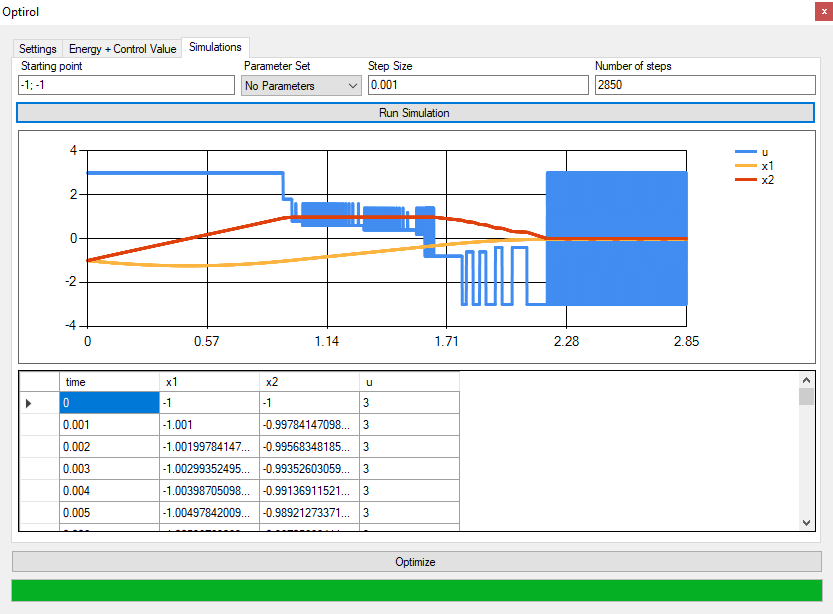 Optirol
x
Settings Energy + Control Value Simulations
Starting point Parameter Set Step Size Number of steps
-1; -1 No Parameters 0.001 2850
Run Simulation
4
2
0
-2
-4
0 0.57 1.14 1.71 2.28 2.85
u
x1
x2
time x1 x2 u
0 -1 -1 3
0.001 -1.001 -0.99784147098... 3
0.002 -1.00199784147... -0.99568348185... 3
0.003 -1.00299352495... -0.99352603059... 3
0.004 -1.00398705098... -0.99136911521... 3
0.005 -1.00497842009... -0.98921273371... 3
Optimize